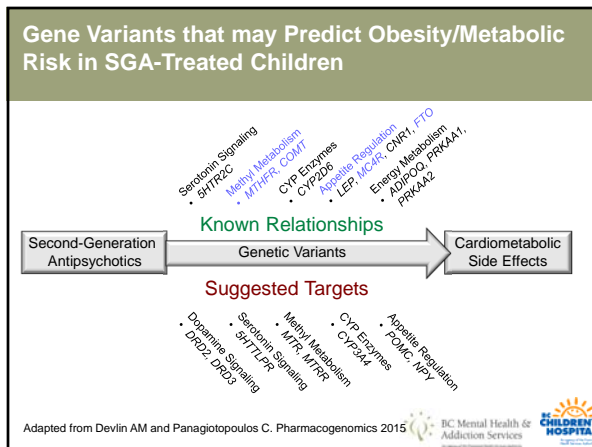 Gene Variants that may Predict Obesity/Metabolic
Risk in SGA-Treated Children
Serotonin Signaling
• 5HTR2C
Methyl Metabolism
• MTHFR, COMT
CYP Enzymes
• CYP2D6
Appetite Regulation
• LEP, MC4R, CNR1, FTO
Energy Metabolism
• ADIPOQ, PRKAA1,
PRKAA2
Known Relationships
Second-Generation
Antipsychotics
Genetic Variants
Cardiometabolic
Side Effects
Suggested Targets
Dopamine Signaling
• DRD2, DRD3
Serotonin Signaling
• 5HTTLPR
Methyl Metabolism
• MTR, MTRR
CYP Enzymes
• CYP3A4
Appetite Regulation
• POMC, NPY
Adapted from Devlin AM and Panagiotopoulos C. Pharmacogenomics 2015
BC Mental Health &
Addiction Services
BC
CHILDREN'S
HOSPITAL